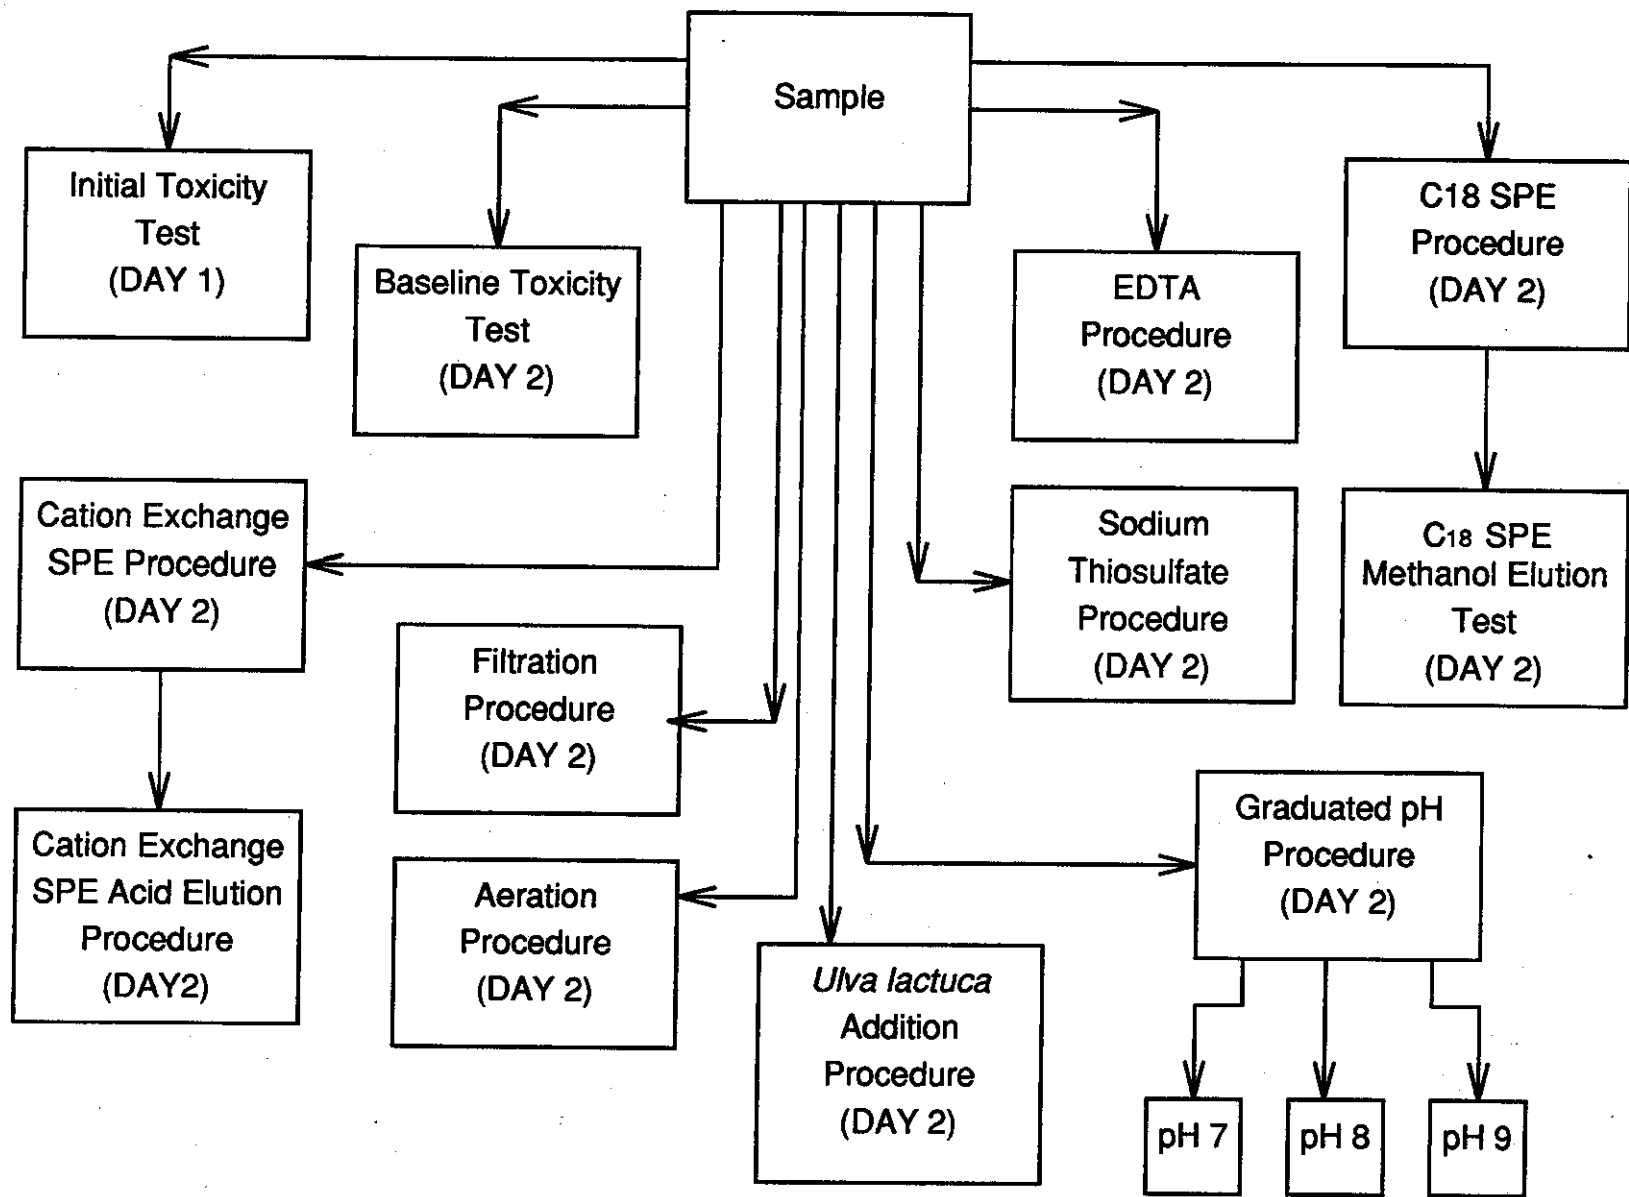 Sample
Initial Toxicity
Test
(DAY 1)
Baseline Toxicity
Test
(DAY 2)
EDTA
Procedure
(DAY 2)
C18 SPE
Procedure
(DAY 2)
Cation Exchange
SPE Procedure
(DAY 2)
Filtration
Procedure
(DAY 2)
Sodium
Thiosulfate
Procedure
(DAY 2)
C18 SPE
Methanol Elution
Test
(DAY 2)
Cation Exchange
SPE Acid Elution
Procedure
(DAY2)
Aeration
Procedure
(DAY 2)
Ulva lactuca
Addition
Procedure
(DAY 2)
Graduated pH
Procedure
(DAY 2)
pH 7
pH 8
pH 9